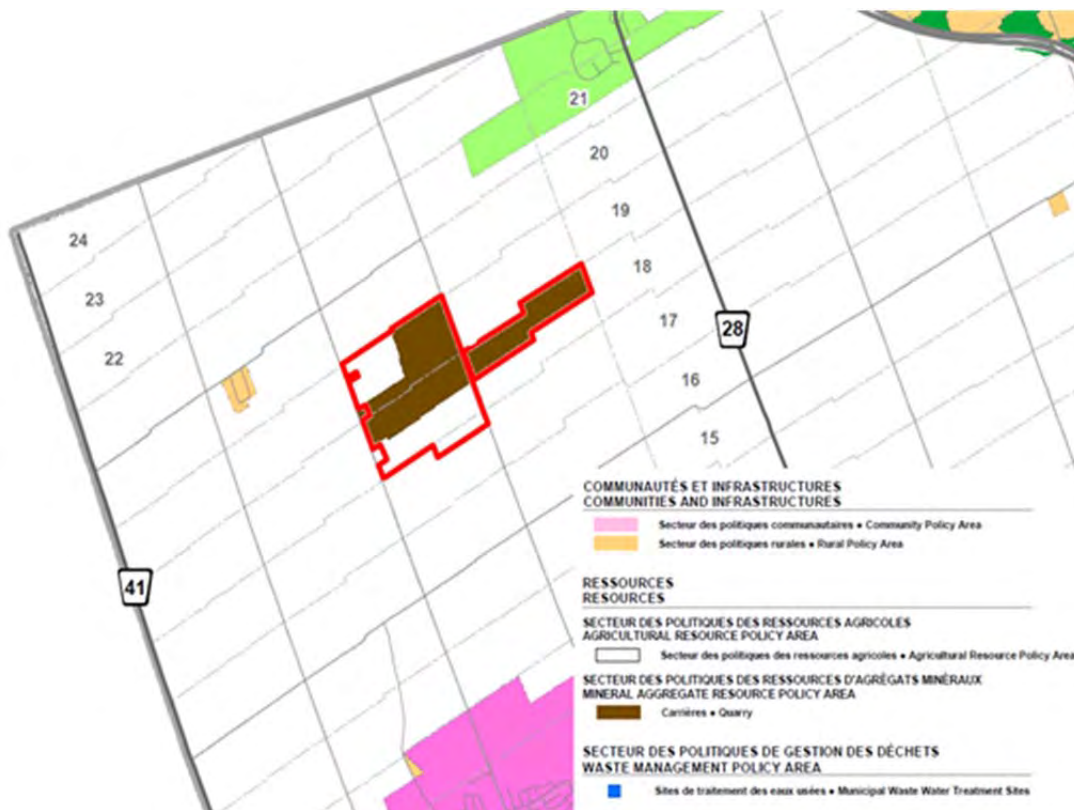 21
20
19
18
17
16
15
24
23
22
28
41
COMMUNAUTÉS ET INFRASTRUCTURES
COMMUNITIES AND INFRASTRUCTURES
Secteur des politiques communautaires • Community Policy Area
Secteur des politiques rurales • Rural Policy Area
RESSOURCES
RESOURCES
SECTEUR DES POLITIQUES DES RESSOURCES AGRICOLES
AGRICULTURAL RESOURCE POLICY AREA
Secteur des politiques des ressources agricoles • Agricultural Resource Policy Area
SECTEUR DES POLITIQUES DES RESSOURCES D'AGRÉGATS MINÉRAUX
MINERAL AGGREGATE RESOURCE POLICY AREA
Carrières • Quarry
SECTEUR DES POLITIQUES DE GESTION DES DÉCHETS
WASTE MANAGEMENT POLICY AREA
Sites de traitement des eaux usées • Municipal Waste Water Treatment Sites